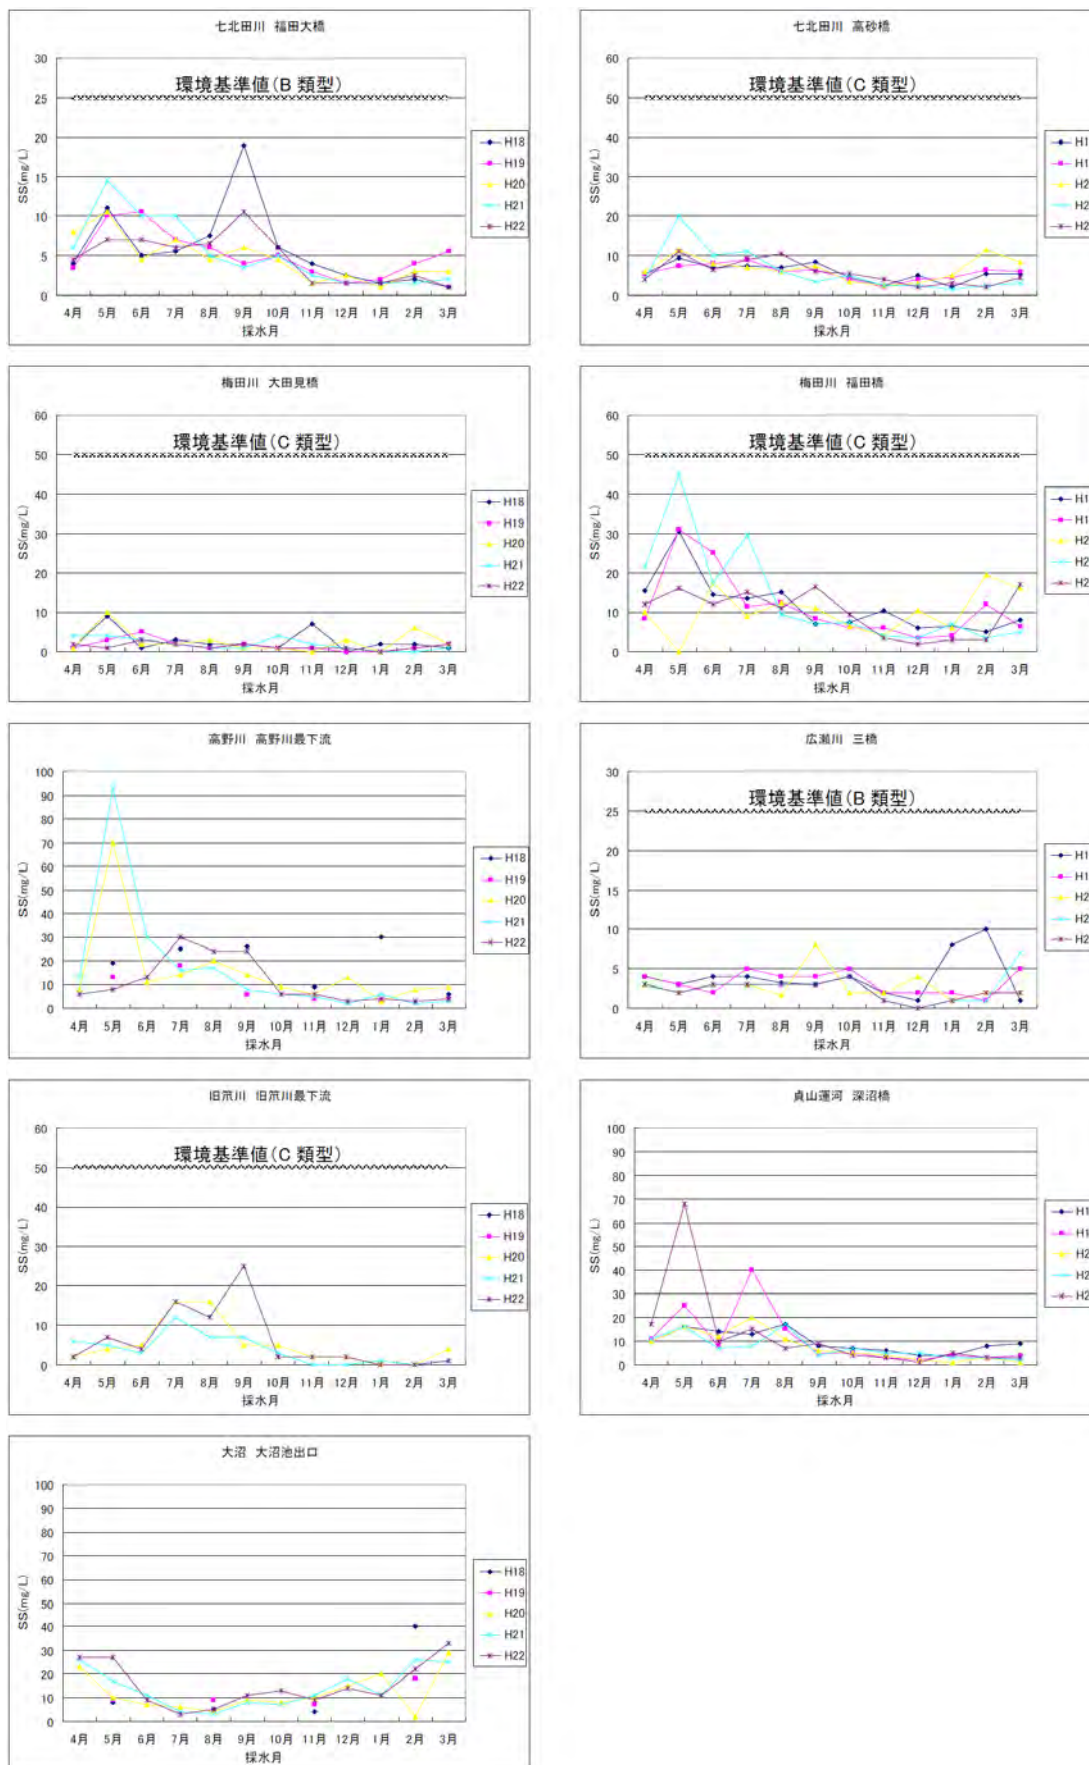 七北田川 福田大橋
30
25
20
15
10
5
0
SS(mg/L)
環境基準値(B 類型)
4月 5月 6月 7月 8月 9月 10月 11月 12月 1月 2月 3月
採水月
H18
H19
H20
H21
H22
七北田川 高砂橋
60
50
40
30
20
10
0
SS(mg/L)
環境基準値(C 類型)
4月 5月 6月 7月 8月 9月 10月 11月 12月 1月 2月 3月
採水月
H1
H1
H2
H2
H2
梅田川 大田見橋
60
50
40
30
20
10
0
SS(mg/L)
環境基準値(C 類型)
4月 5月 6月 7月 8月 9月 10月 11月 12月 1月 2月 3月
採水月
H18
H19
H20
H21
H22
梅田川 福田橋
60
50
40
30
20
10
0
SS(mg/L)
環境基準値(C 類型)
4月 5月 6月 7月 8月 9月 10月 11月 12月 1月 2月 3月
採水月
H1
H1
H2
H2
H2
高野川 高野川最下流
100
90
80
70
60
50
40
30
20
10
0
SS(mg/L)
4月 5月 6月 7月 8月 9月 10月 11月 12月 1月 2月 3月
採水月
H18
H19
H20
H21
H22
広瀬川 三橋
30
25
20
15
10
5
0
SS(mg/L)
環境基準値(B 類型)
4月 5月 6月 7月 8月 9月 10月 11月 12月 1月 2月 3月
採水月
H1
H1
H2
H2
H2
旧笊川 旧笊川最下流
60
50
40
30
20
10
0
SS(mg/L)
環境基準値(C 類型)
4月 5月 6月 7月 8月 9月 10月 11月 12月 1月 2月 3月
採水月
H18
H19
H20
H21
H22
貞山運河 深沼橋
100
90
80
70
60
50
40
30
20
10
0
SS(mg/L)
4月 5月 6月 7月 8月 9月 10月 11月 12月 1月 2月 3月
採水月
H1
H1
H2
H2
H2
大沼 大沼池出口
100
90
80
70
60
50
40
30
20
10
0
SS(mg/L)
4月 5月 6月 7月 8月 9月 10月 11月 12月 1月 2月 3月
採水月
H18
H19
H20
H21
H22